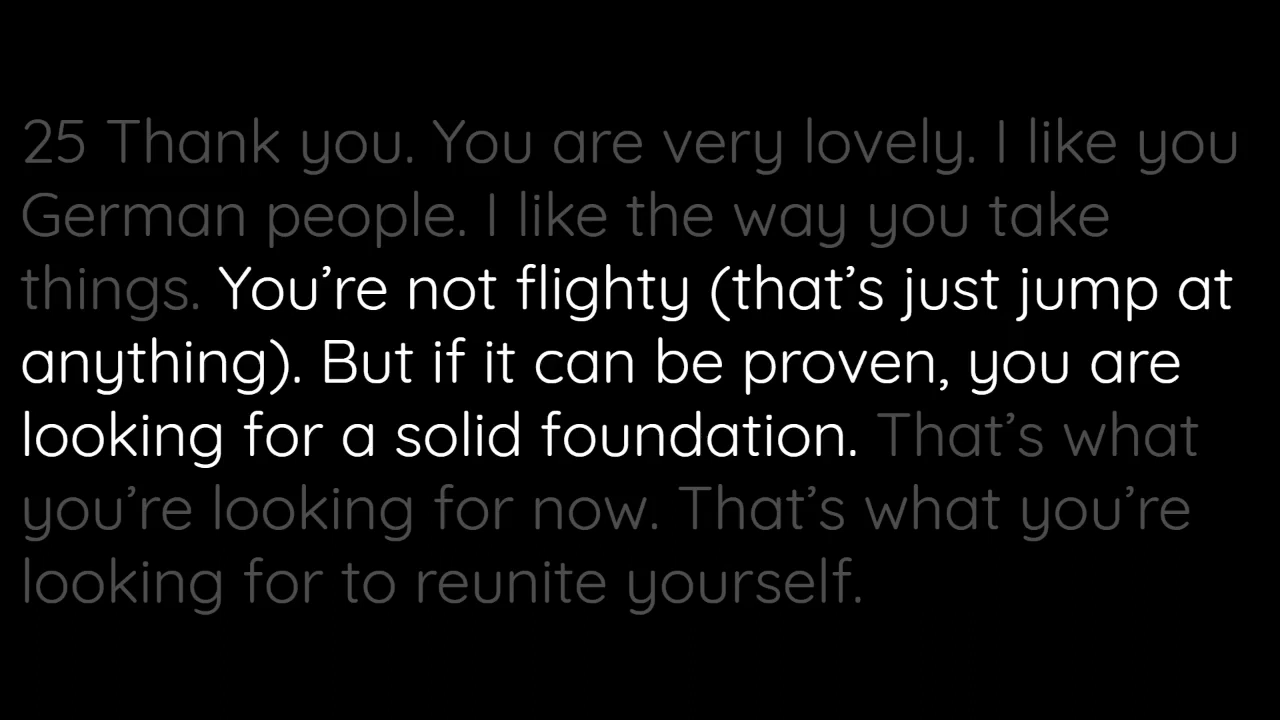 25 Thank you. You are very lovely. I like you
German people. I like the way you take
things. You’re not flighty (that’s just jump at
anything). But if it can be proven, you are
looking for a solid foundation. That’s what
you’re looking for now. That’s what you’re
looking for to reunite yourself.